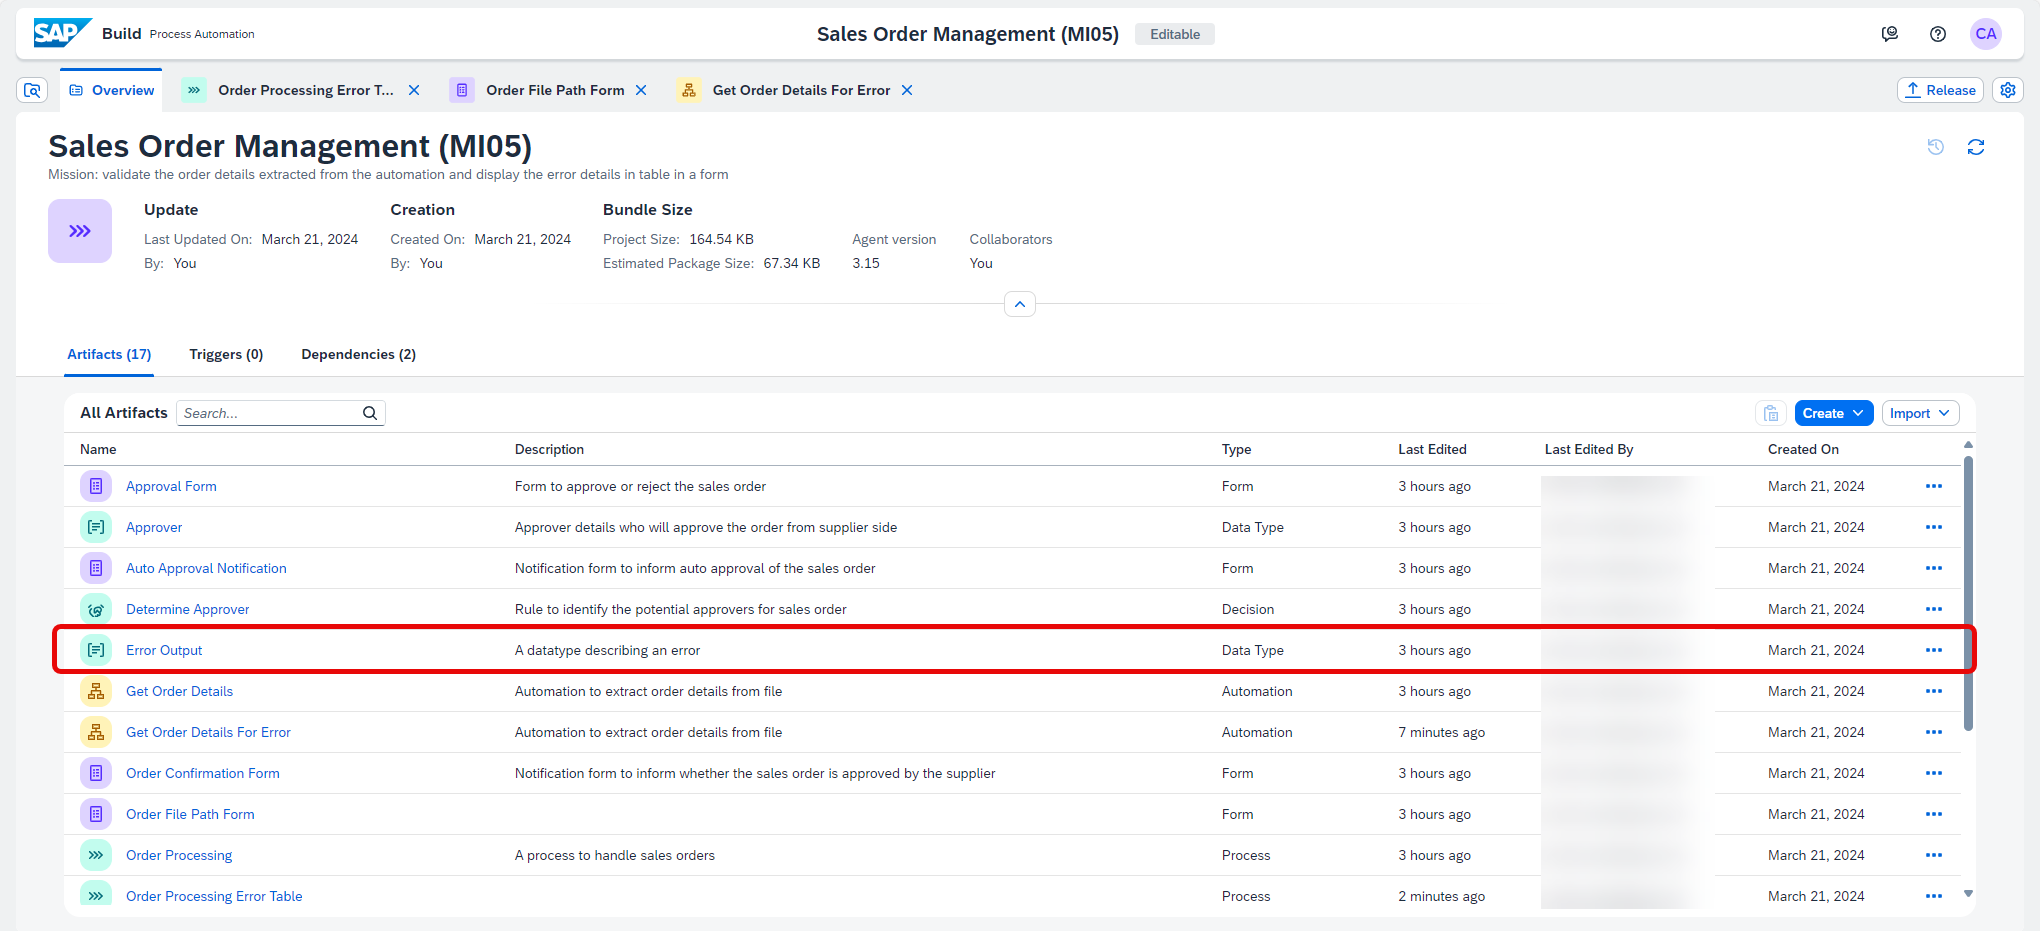 SAP Build Process Automation Sales Order Management (MI05) Editable CA
Overview Order Processing Error T... Order File Path Form Get Order Details For Error Release
Sales Order Management (MI05)
Mission: validate the order details extracted from the automation and display the error details in table in a form
Update Creation Bundle Size
Last Updated On: March 21, 2024 Created On: March 21, 2024 Project Size: 164.54 KB Agent version Collaborators
By: You By: You Estimated Package Size: 67.34 KB 3.15 You
Artifacts (17) Triggers (0) Dependencies (2)
All Artifacts Search... Create Import
Name Description Type Last Edited Last Edited By Created On
Approval Form Form to approve or reject the sales order Form 3 hours ago March 21, 2024
Approver Approver details who will approve the order from supplier side Data Type 3 hours ago March 21, 2024
Auto Approval Notification Notification form to inform auto approval of the sales order Form 3 hours ago March 21, 2024
Determine Approver Rule to identify the potential approvers for sales order Decision 3 hours ago March 21, 2024
Error Output A datatype describing an error Data Type 3 hours ago March 21, 2024
Get Order Details Automation to extract order details from file Automation 3 hours ago March 21, 2024
Get Order Details For Error Automation to extract order details from file Automation 7 minutes ago March 21, 2024
Order Confirmation Form Notification form to inform whether the sales order is approved by the supplier Form 3 hours ago March 21, 2024
Order File Path Form Form 3 hours ago March 21, 2024
Order Processing A process to handle sales orders Process 3 hours ago March 21, 2024
Order Processing Error Table Process 2 minutes ago March 21, 2024